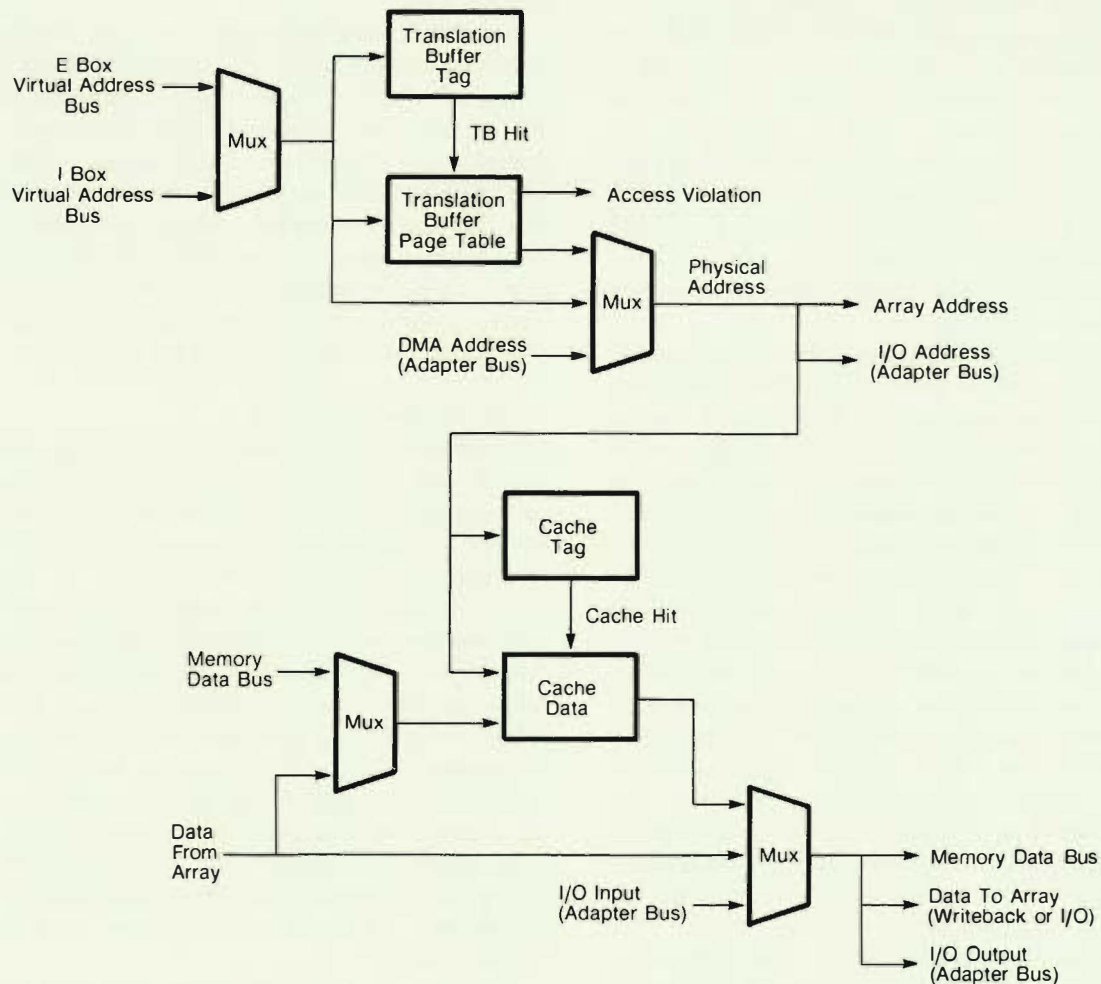 Translation
Buffer
Tag
E Box
Virtual Address
Bus
Mux
TB Hit
I Box
Virtual Address
Bus
Translation
Buffer
Page Table
Access Violation
Mux
Physical
Address
Array Address
DMA Address
(Adapter Bus)
I/O Address
(Adapter Bus)
Cache
Tag
Cache Hit
Memory
Data Bus
Mux
Cache
Data
Data
From
Array
Mux
Memory Data Bus
I/O Input
(Adapter Bus)
Data To Array
(Writeback or I/O)
I/O Output
(Adapter Bus)